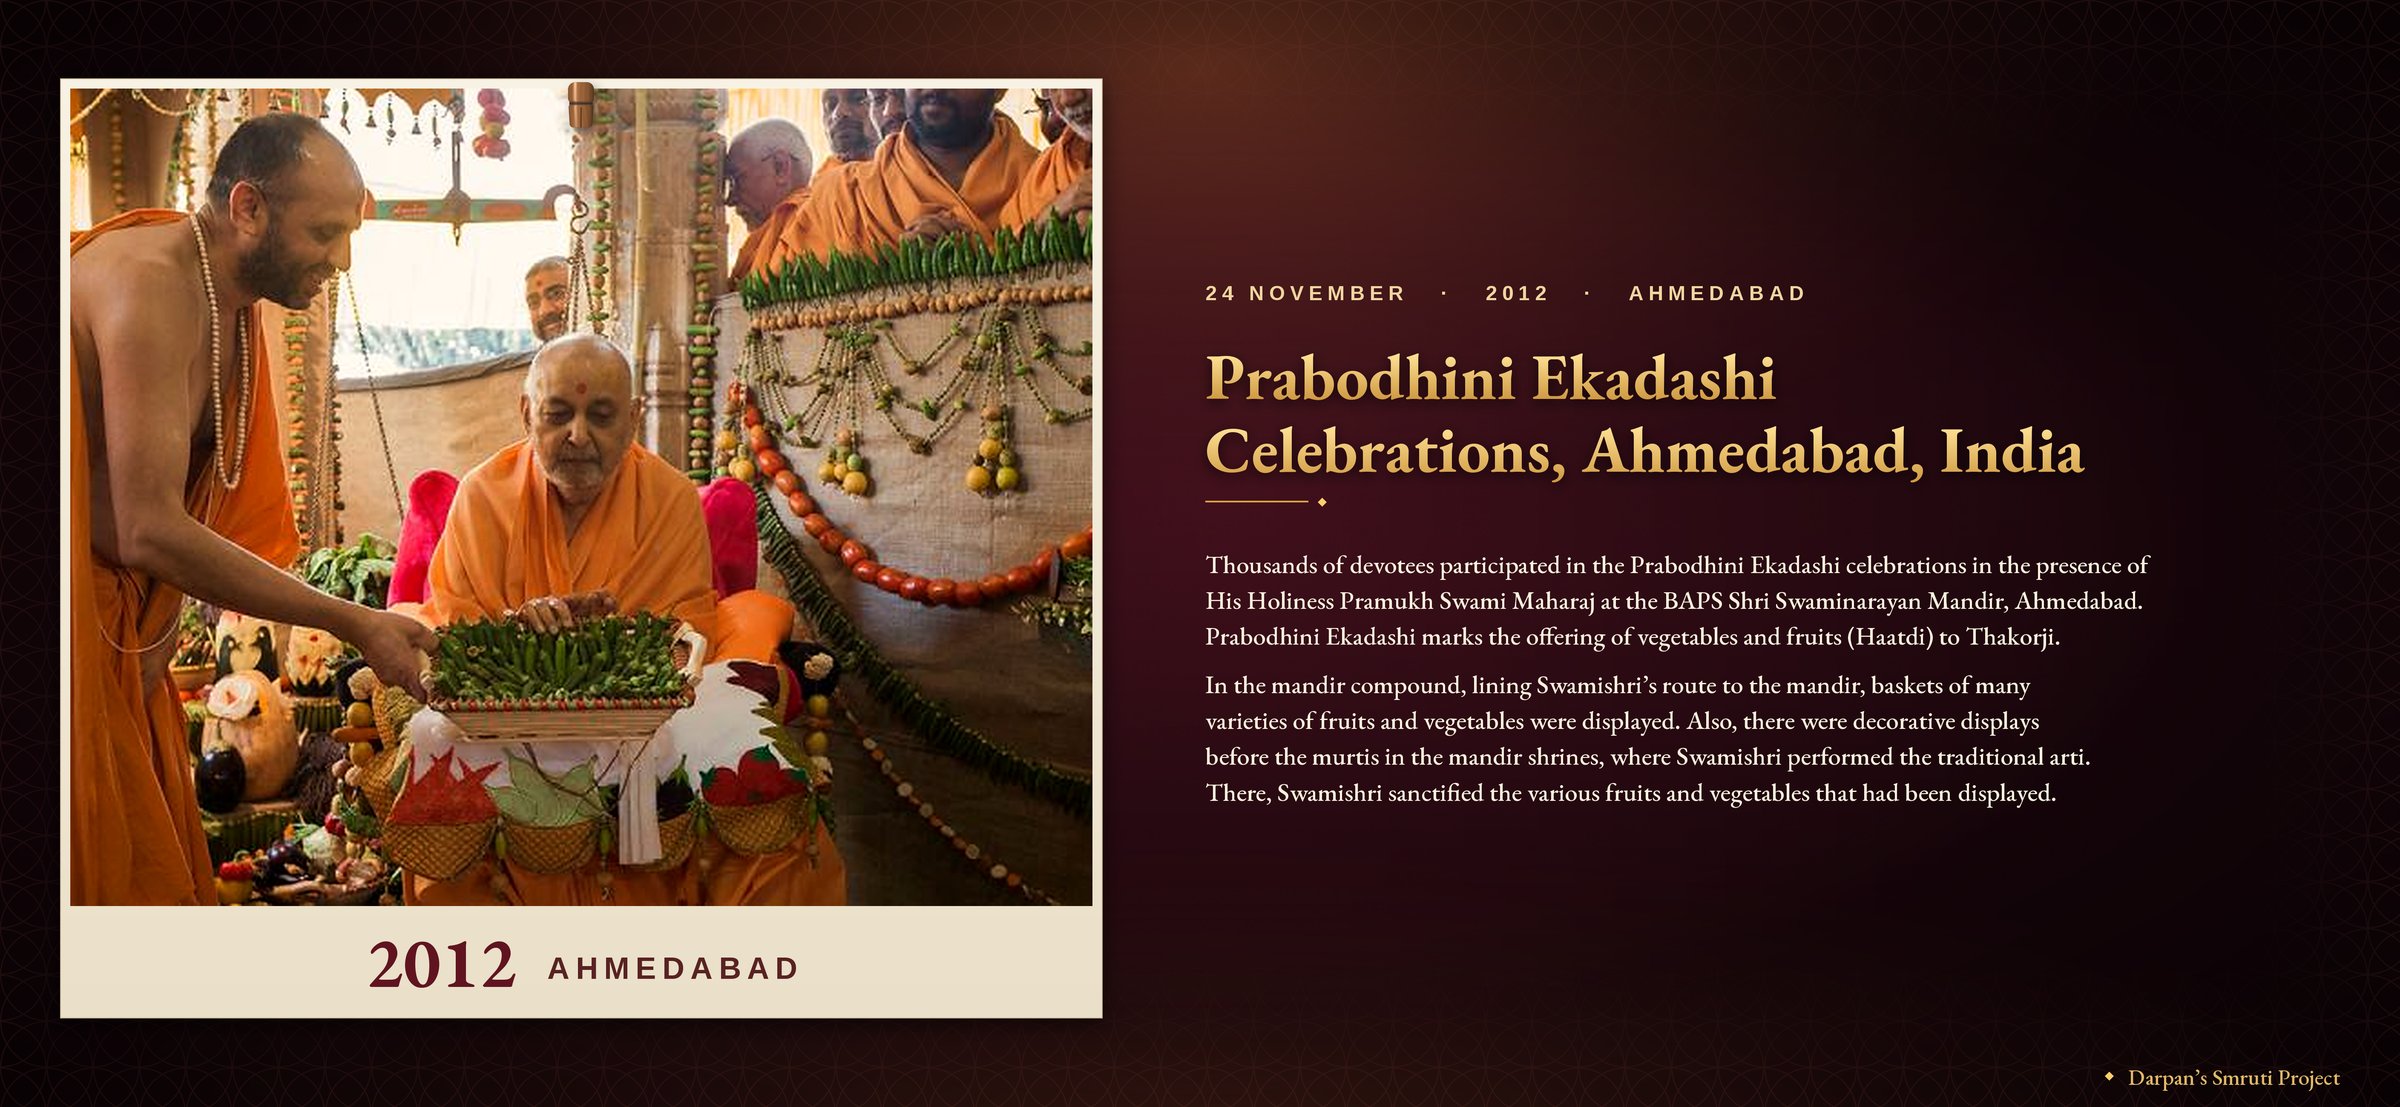 2012 AHMEDABAD
24 NOVEMBER · 2012 · AHMEDABAD
Prabodhini Ekadashi
Celebrations, Ahmedabad, India
Thousands of devotees participated in the Prabodhini Ekadashi celebrations in the presence of
His Holiness Pramukh Swami Maharaj at the BAPS Shri Swaminarayan Mandir, Ahmedabad.
Prabodhini Ekadashi marks the offering of vegetables and fruits (Haatdi) to Thakorji.
In the mandir compound, lining Swamishri’s route to the mandir, baskets of many
varieties of fruits and vegetables were displayed. Also, there were decorative displays
before the murtis in the mandir shrines, where Swamishri performed the traditional arti.
There, Swamishri sanctified the various fruits and vegetables that had been displayed.
Darpan’s Smruti Project